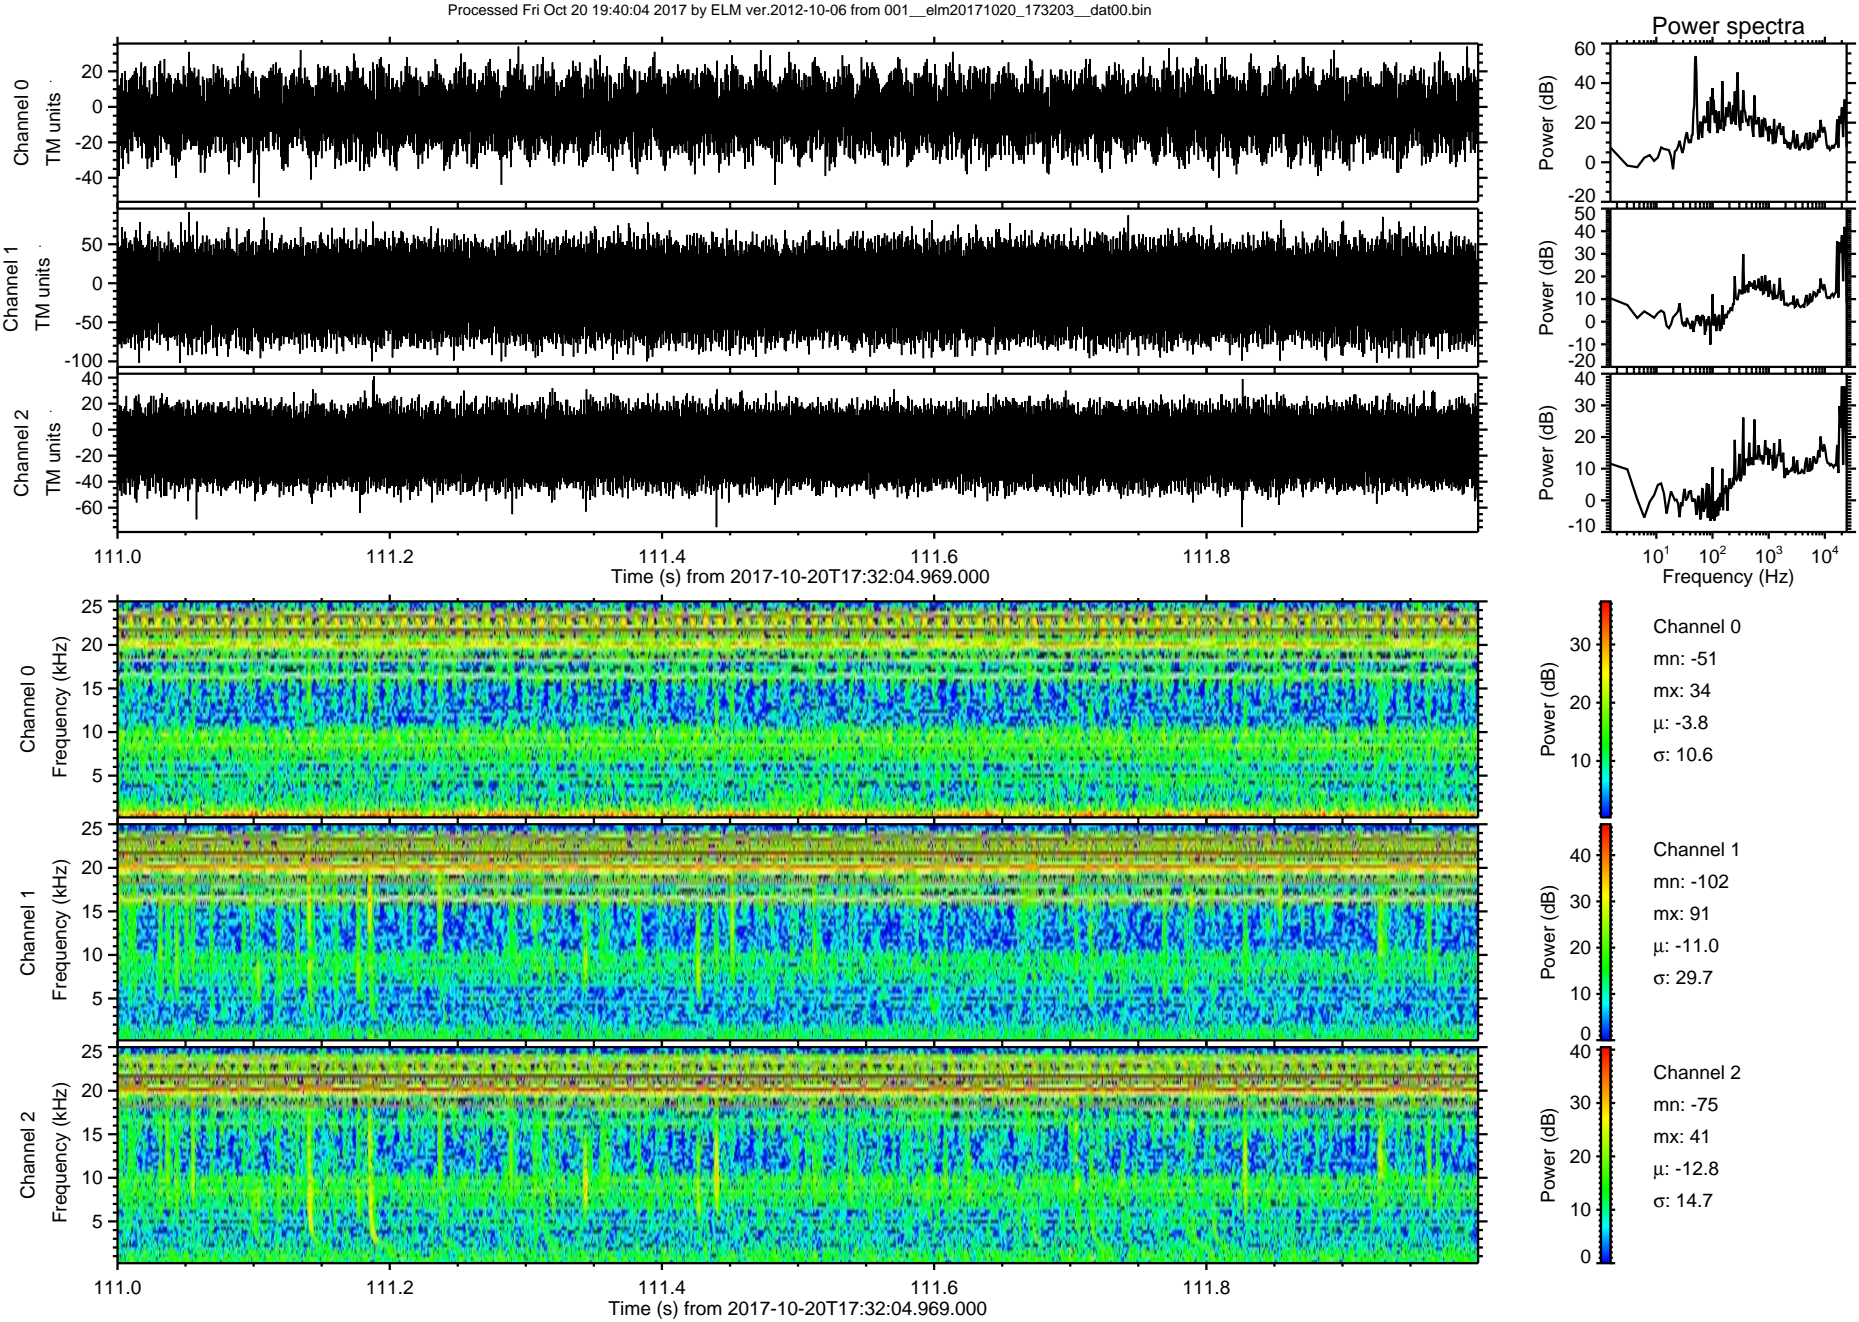 Processed Fri Oct 20 19:40:04 2017 by ELM ver.2012-10-06 from 001__elm20171020_173203__dat00.bin
Power spectra
Channel 0
TM units
20
0
-20
-40
Power (dB)
60
40
20
0
-20
Channel 1
TM units
50
0
-50
-100
Power (dB)
50
40
30
20
10
0
-10
-20
Channel 2
TM units
40
20
0
-20
-40
-60
Power (dB)
40
30
20
10
0
-10
111.0 111.2 111.4 111.6 111.8
Time (s) from 2017-10-20T17:32:04.969.000
10¹ 10² 10³ 10⁴
Frequency (Hz)
Channel 0
Frequency (kHz)
25
20
15
10
5
Power (dB)
30
20
10
Channel 0
mn: -51
mx: 34
μ: -3.8
σ: 10.6
Channel 1
Frequency (kHz)
25
20
15
10
5
Power (dB)
40
30
20
10
0
Channel 1
mn: -102
mx: 91
μ: -11.0
σ: 29.7
Channel 2
Frequency (kHz)
25
20
15
10
5
Power (dB)
40
30
20
10
0
Channel 2
mn: -75
mx: 41
μ: -12.8
σ: 14.7
111.0 111.2 111.4 111.6 111.8
Time (s) from 2017-10-20T17:32:04.969.000